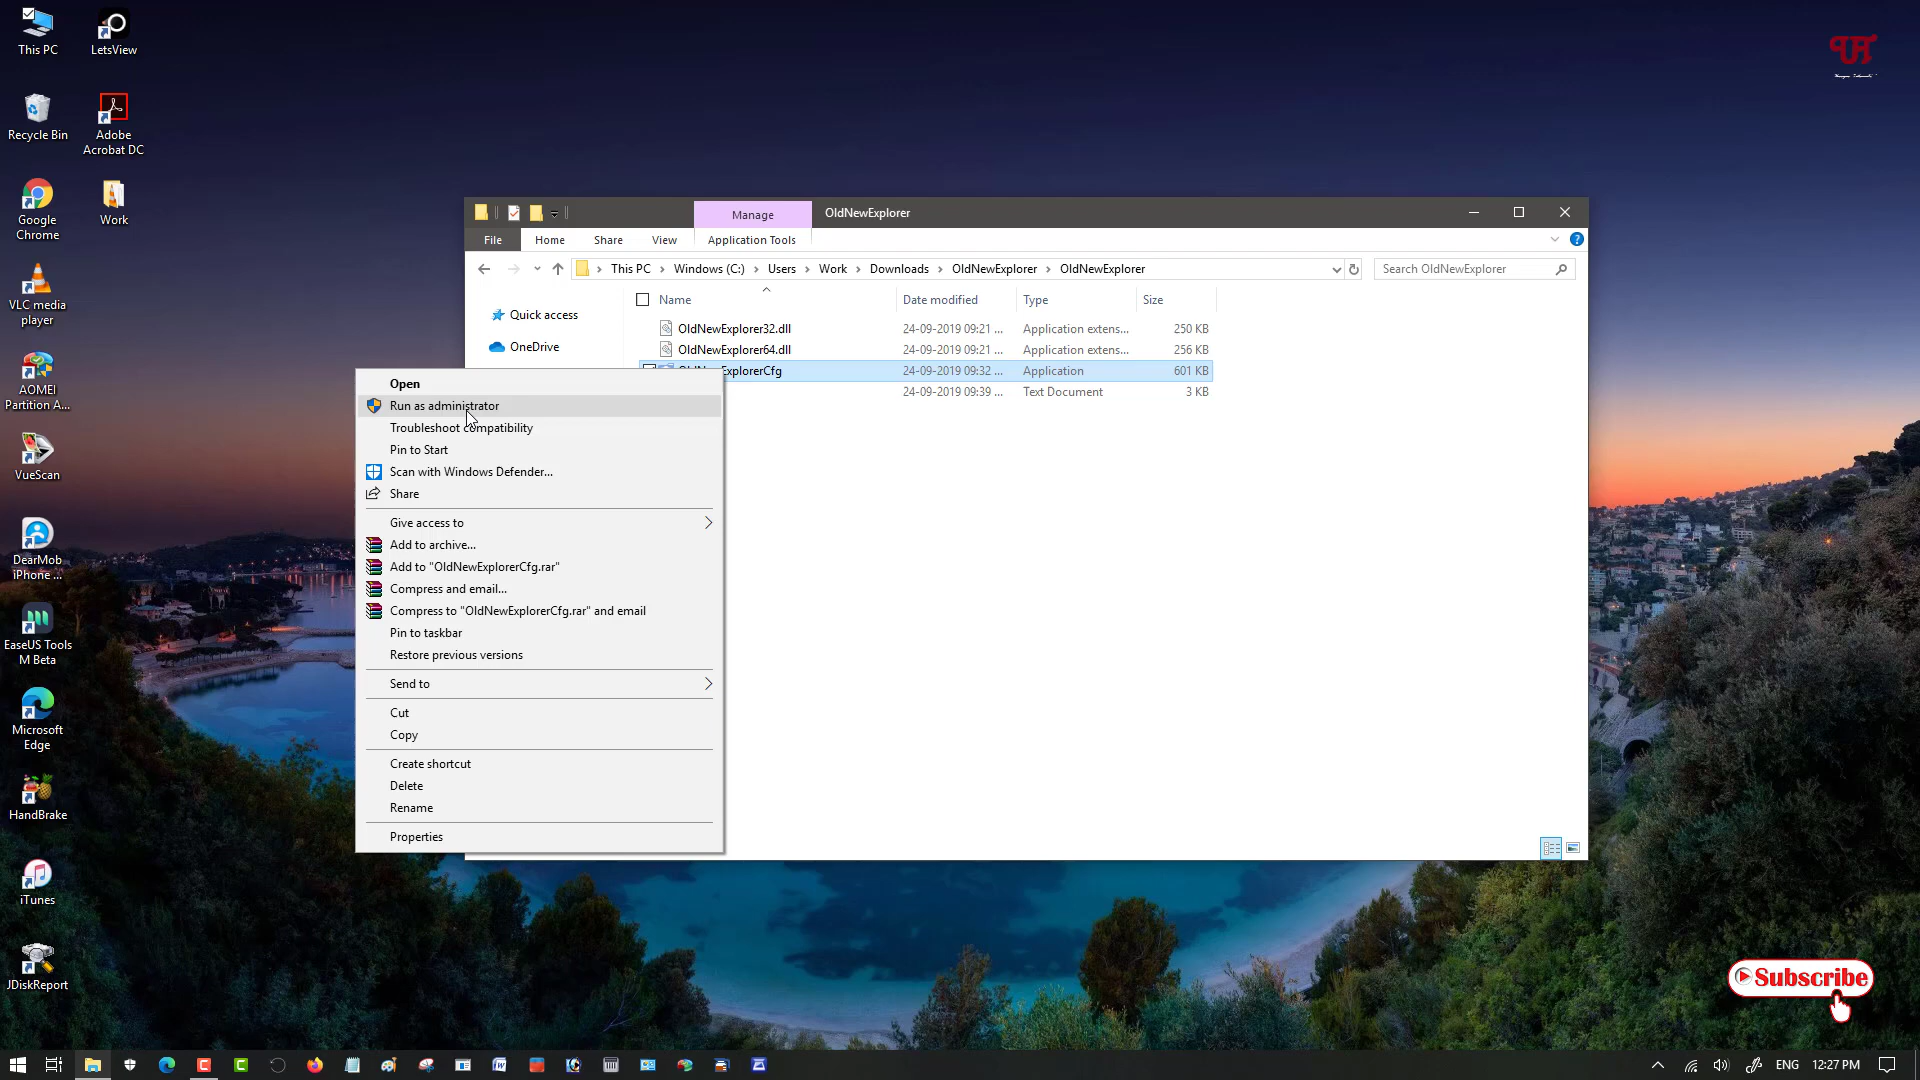 This PC
LetsView
Recycle Bin
Adobe
Acrobat DC
Google
Chrome
Work
VLC media
player
AOMEI
Partition A...
VueScan
DearMob
iPhone ...
EaseUS Tools
M Beta
Microsoft
Edge
HandBrake
iTunes
JDiskReport
Manage
OldNewExplorer
File
Home
Share
View
Application Tools
This PC
Windows (C:)
Users
Work
Downloads
OldNewExplorer
OldNewExplorer
Search OldNewExplorer
Name
Date modified
Type
Size
Quick access
OneDrive
OldNewExplorer32.dll 24-09-2019 09:21 ... Application extens... 250 KB
OldNewExplorer64.dll 24-09-2019 09:21 ... Application extens... 256 KB
OldNewExplorerCfg 24-09-2019 09:32 ... Application 601 KB
24-09-2019 09:39 ... Text Document 3 KB
Open
Run as administrator
Troubleshoot compatibility
Pin to Start
Scan with Windows Defender...
Share
Give access to
Add to archive...
Add to "OldNewExplorerCfg.rar"
Compress and email...
Compress to "OldNewExplorerCfg.rar" and email
Pin to taskbar
Restore previous versions
Send to
Cut
Copy
Create shortcut
Delete
Rename
Properties
Subscribe
ENG
12:27 PM